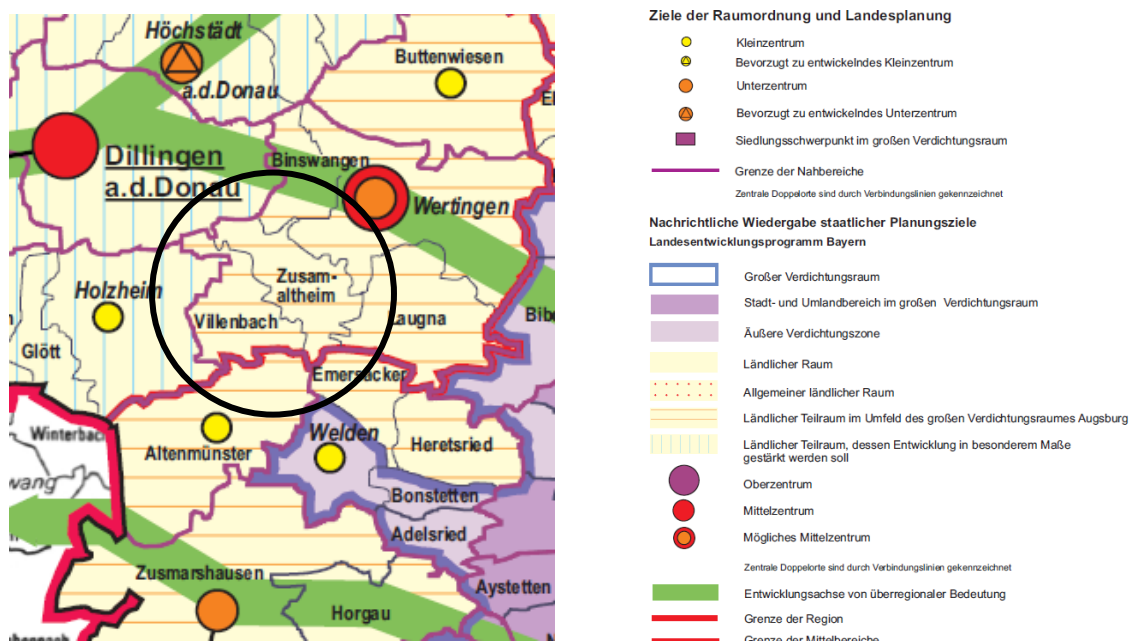 Höchstädt
a.d.Donau
Buttenwiesen
Dillingen
a.d.Donau
Binswangen
Wertingen
Holzheim
Zusam-
altheim
Villenbach
Laugna
Glött
Emersacker
Winterbach
Altenmünster
Welden
Heretsried
Bonstetten
Adelsried
Zusmarshausen
Aystetten
Horgau
Ziele der Raumordnung und Landesplanung
Kleinzentrum
Bevorzugt zu entwickelndes Kleinzentrum
Unterzentrum
Bevorzugt zu entwickelndes Unterzentrum
Siedlungsschwerpunkt im großen Verdichtungsraum
Grenze der Nahbereiche
Zentrale Doppelorte sind durch Verbindungslinien gekennzeichnet
Nachrichtliche Wiedergabe staatlicher Planungsziele
Landesentwicklungsprogramm Bayern
Großer Verdichtungsraum
Stadt- und Umlandbereich im großen Verdichtungsraum
Äußere Verdichtungszone
Ländlicher Raum
Allgemeiner ländlicher Raum
Ländlicher Teilraum im Umfeld des großen Verdichtungsraumes Augsburg
Ländlicher Teilraum, dessen Entwicklung in besonderem Maße
gestärkt werden soll
Oberzentrum
Mittelzentrum
Mögliches Mittelzentrum
Zentrale Doppelorte sind durch Verbindungslinien gekennzeichnet
Entwicklungsachse von überregionaler Bedeutung
Grenze der Region
Grenze der Mittelbereiche